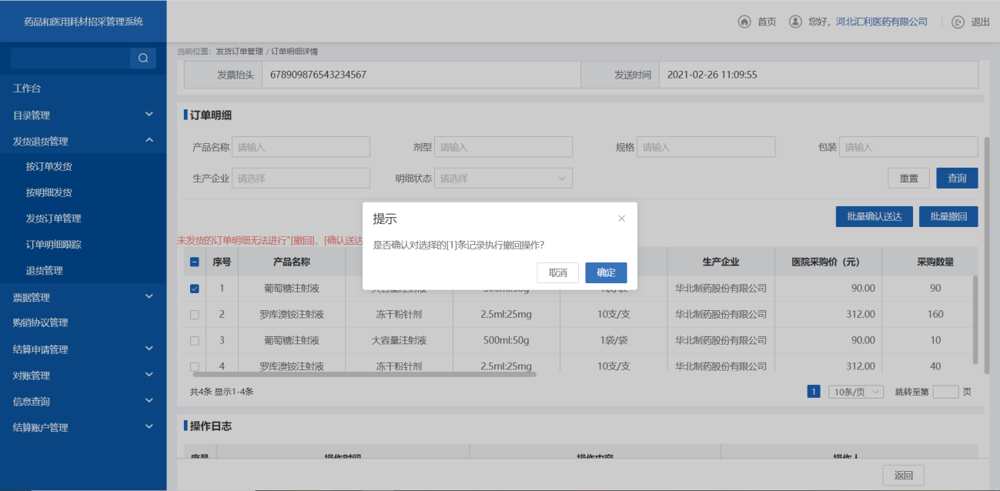 药品和医用耗材招采管理系统
首页 您好，河北汇利医药有限公司 退出
当前位置：发货订单管理 / 订单明细详情
工作台
目录管理
发货退货管理
按订单发货
按明细发货
发货订单管理
订单明细跟踪
退货管理
票据管理
购销协议管理
结算申请管理
对账管理
信息查询
结算账户管理
发票抬头 678909876543234567 发送时间 2021-02-26 11:09:55
订单明细
产品名称 请输入 剂型 请输入 规格 请输入 包装 请输入
生产企业 请选择 明细状态 请选择 重置 查询
批量确认送达 批量撤回
未发货的订单明细无法进行"[撤回]、[确认送达
提示
是否确认对选择的[1]条记录执行撤回操作？
取消 确定
序号 产品名称 生产企业 医院采购价（元） 采购数量
1 葡萄糖注射液 大容量注射液 500ml:50g 1袋/袋 华北制药股份有限公司 90.00 90
2 罗库溴铵注射液 冻干粉针剂 2.5ml:25mg 10支/支 华北制药股份有限公司 312.00 160
3 葡萄糖注射液 大容量注射液 500ml:50g 1袋/袋 华北制药股份有限公司 90.00 10
4 罗库溴铵注射液 冻干粉针剂 2.5ml:25mg 10支/支 华北制药股份有限公司 312.00 40
共4条 显示1-4条 1 10条/页 跳转至第 页
操作日志
序号 操作时间 操作内容 操作人
返回